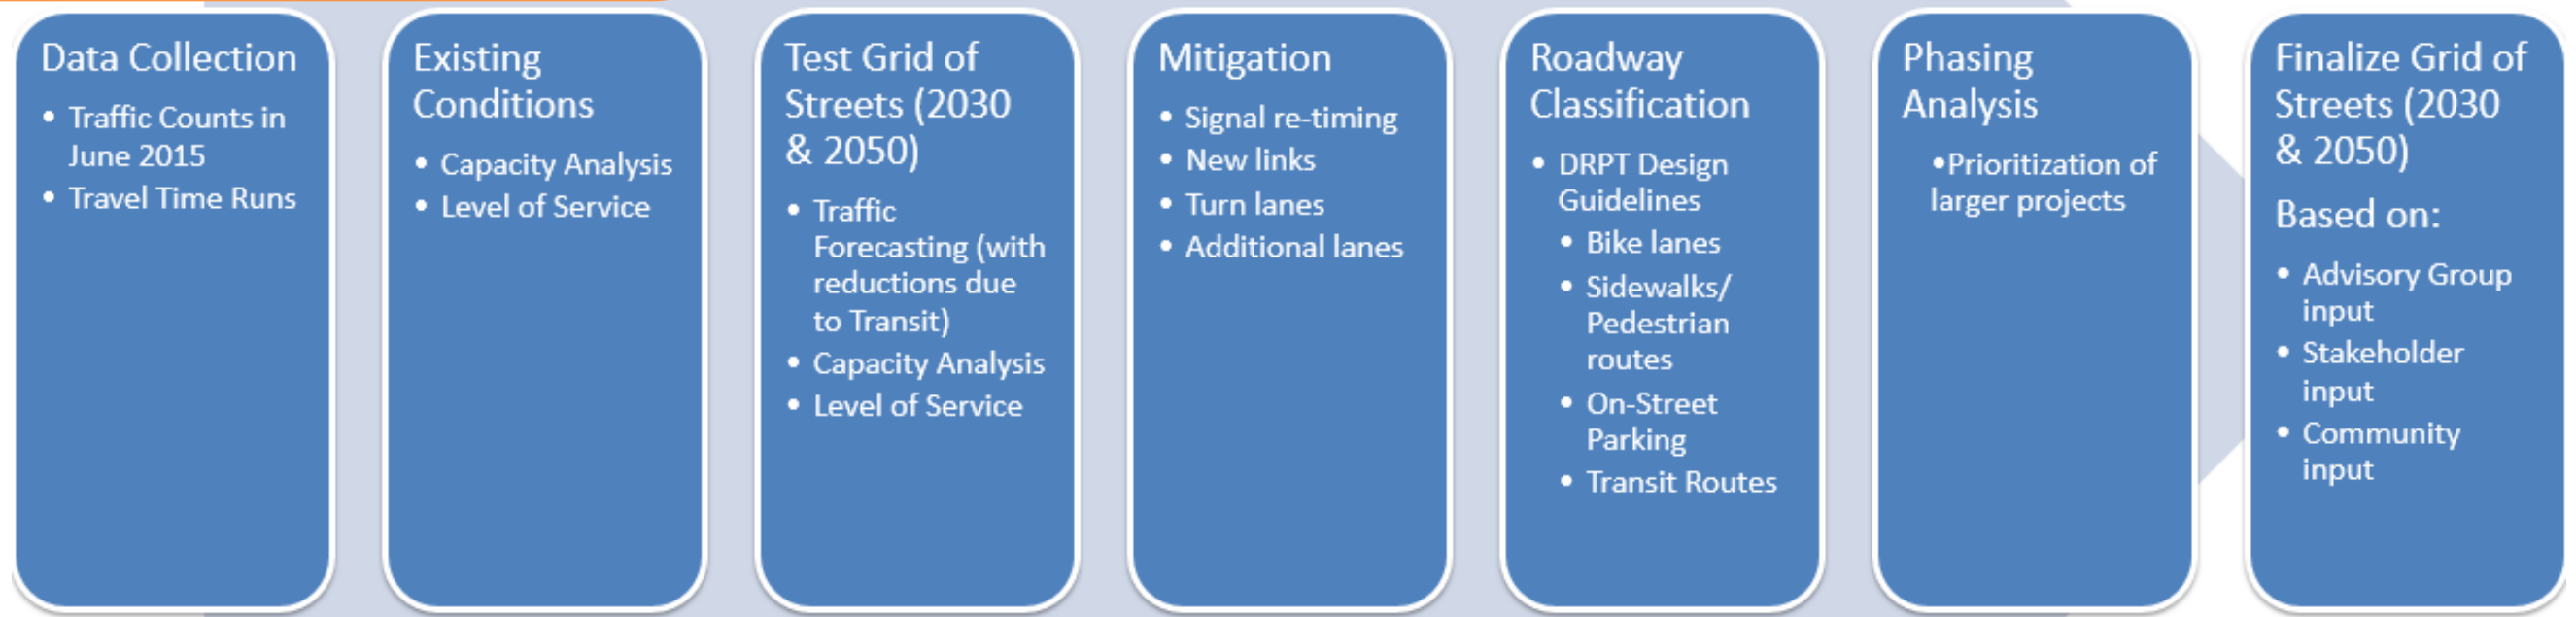 Data Collection
• Traffic Counts in
June 2015
• Travel Time Runs
Existing
Conditions
• Capacity Analysis
• Level of Service
Test Grid of
Streets (2030
& 2050)
• Traffic
Forecasting (with
reductions due
to Transit)
• Capacity Analysis
• Level of Service
Mitigation
• Signal re-timing
• New links
• Turn lanes
• Additional lanes
Roadway
Classification
• DRPT Design
Guidelines
• Bike lanes
• Sidewalks/
Pedestrian
routes
• On-Street
Parking
• Transit Routes
Phasing
Analysis
•Prioritization of
larger projects
Finalize Grid of
Streets (2030
& 2050)
Based on:
• Advisory Group
input
• Stakeholder
input
• Community
input